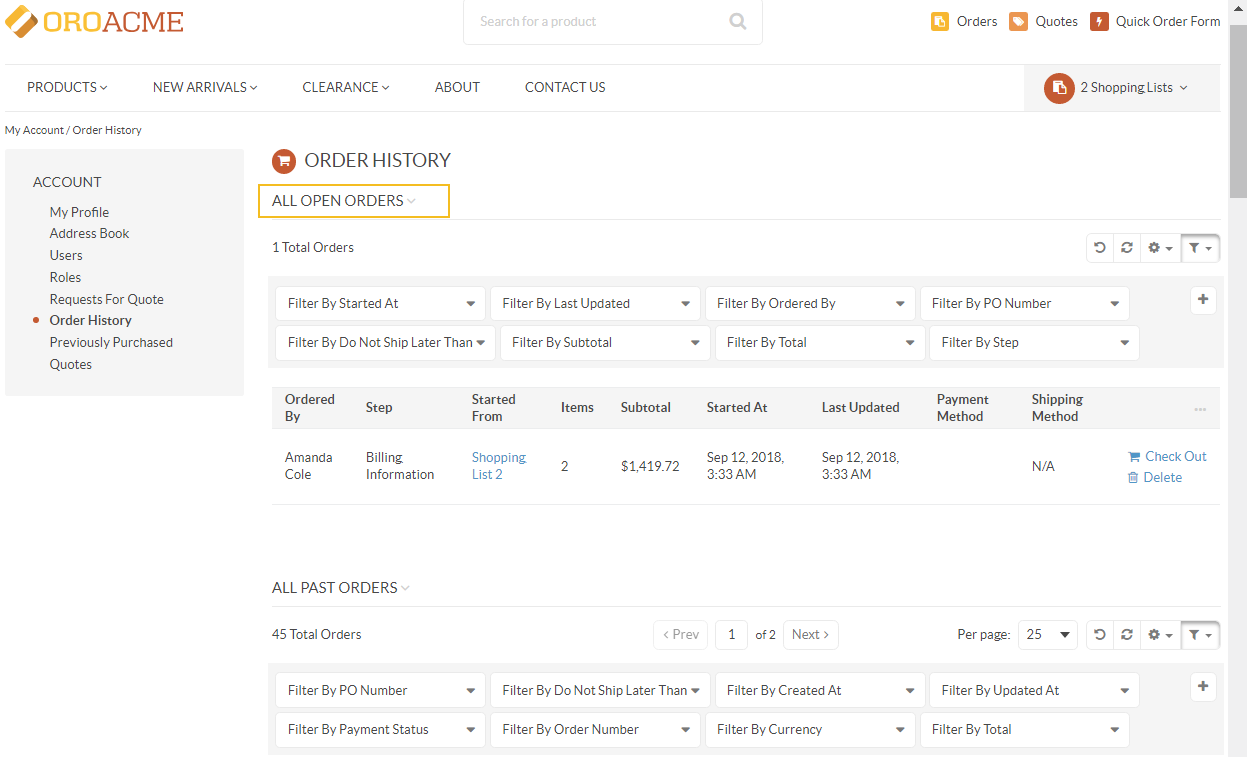 OROACME
Search for a product
Orders Quotes Quick Order Form
PRODUCTS NEW ARRIVALS CLEARANCE ABOUT CONTACT US 2 Shopping Lists
My Account / Order History
ACCOUNT
My Profile
Address Book
Users
Roles
Requests For Quote
Order History
Previously Purchased
Quotes
ORDER HISTORY
ALL OPEN ORDERS
1 Total Orders
Filter By Started At Filter By Last Updated Filter By Ordered By Filter By PO Number +
Filter By Do Not Ship Later Than Filter By Subtotal Filter By Total Filter By Step
Ordered By Step Started From Items Subtotal Started At Last Updated Payment Method Shipping Method ...
Amanda Cole Billing Information Shopping List 2 2 $1,419.72 Sep 12, 2018, 3:33 AM Sep 12, 2018, 3:33 AM N/A Check Out
Delete
ALL PAST ORDERS
45 Total Orders < Prev 1 of 2 Next > Per page: 25
Filter By PO Number Filter By Do Not Ship Later Than Filter By Created At Filter By Updated At +
Filter By Payment Status Filter By Order Number Filter By Currency Filter By Total